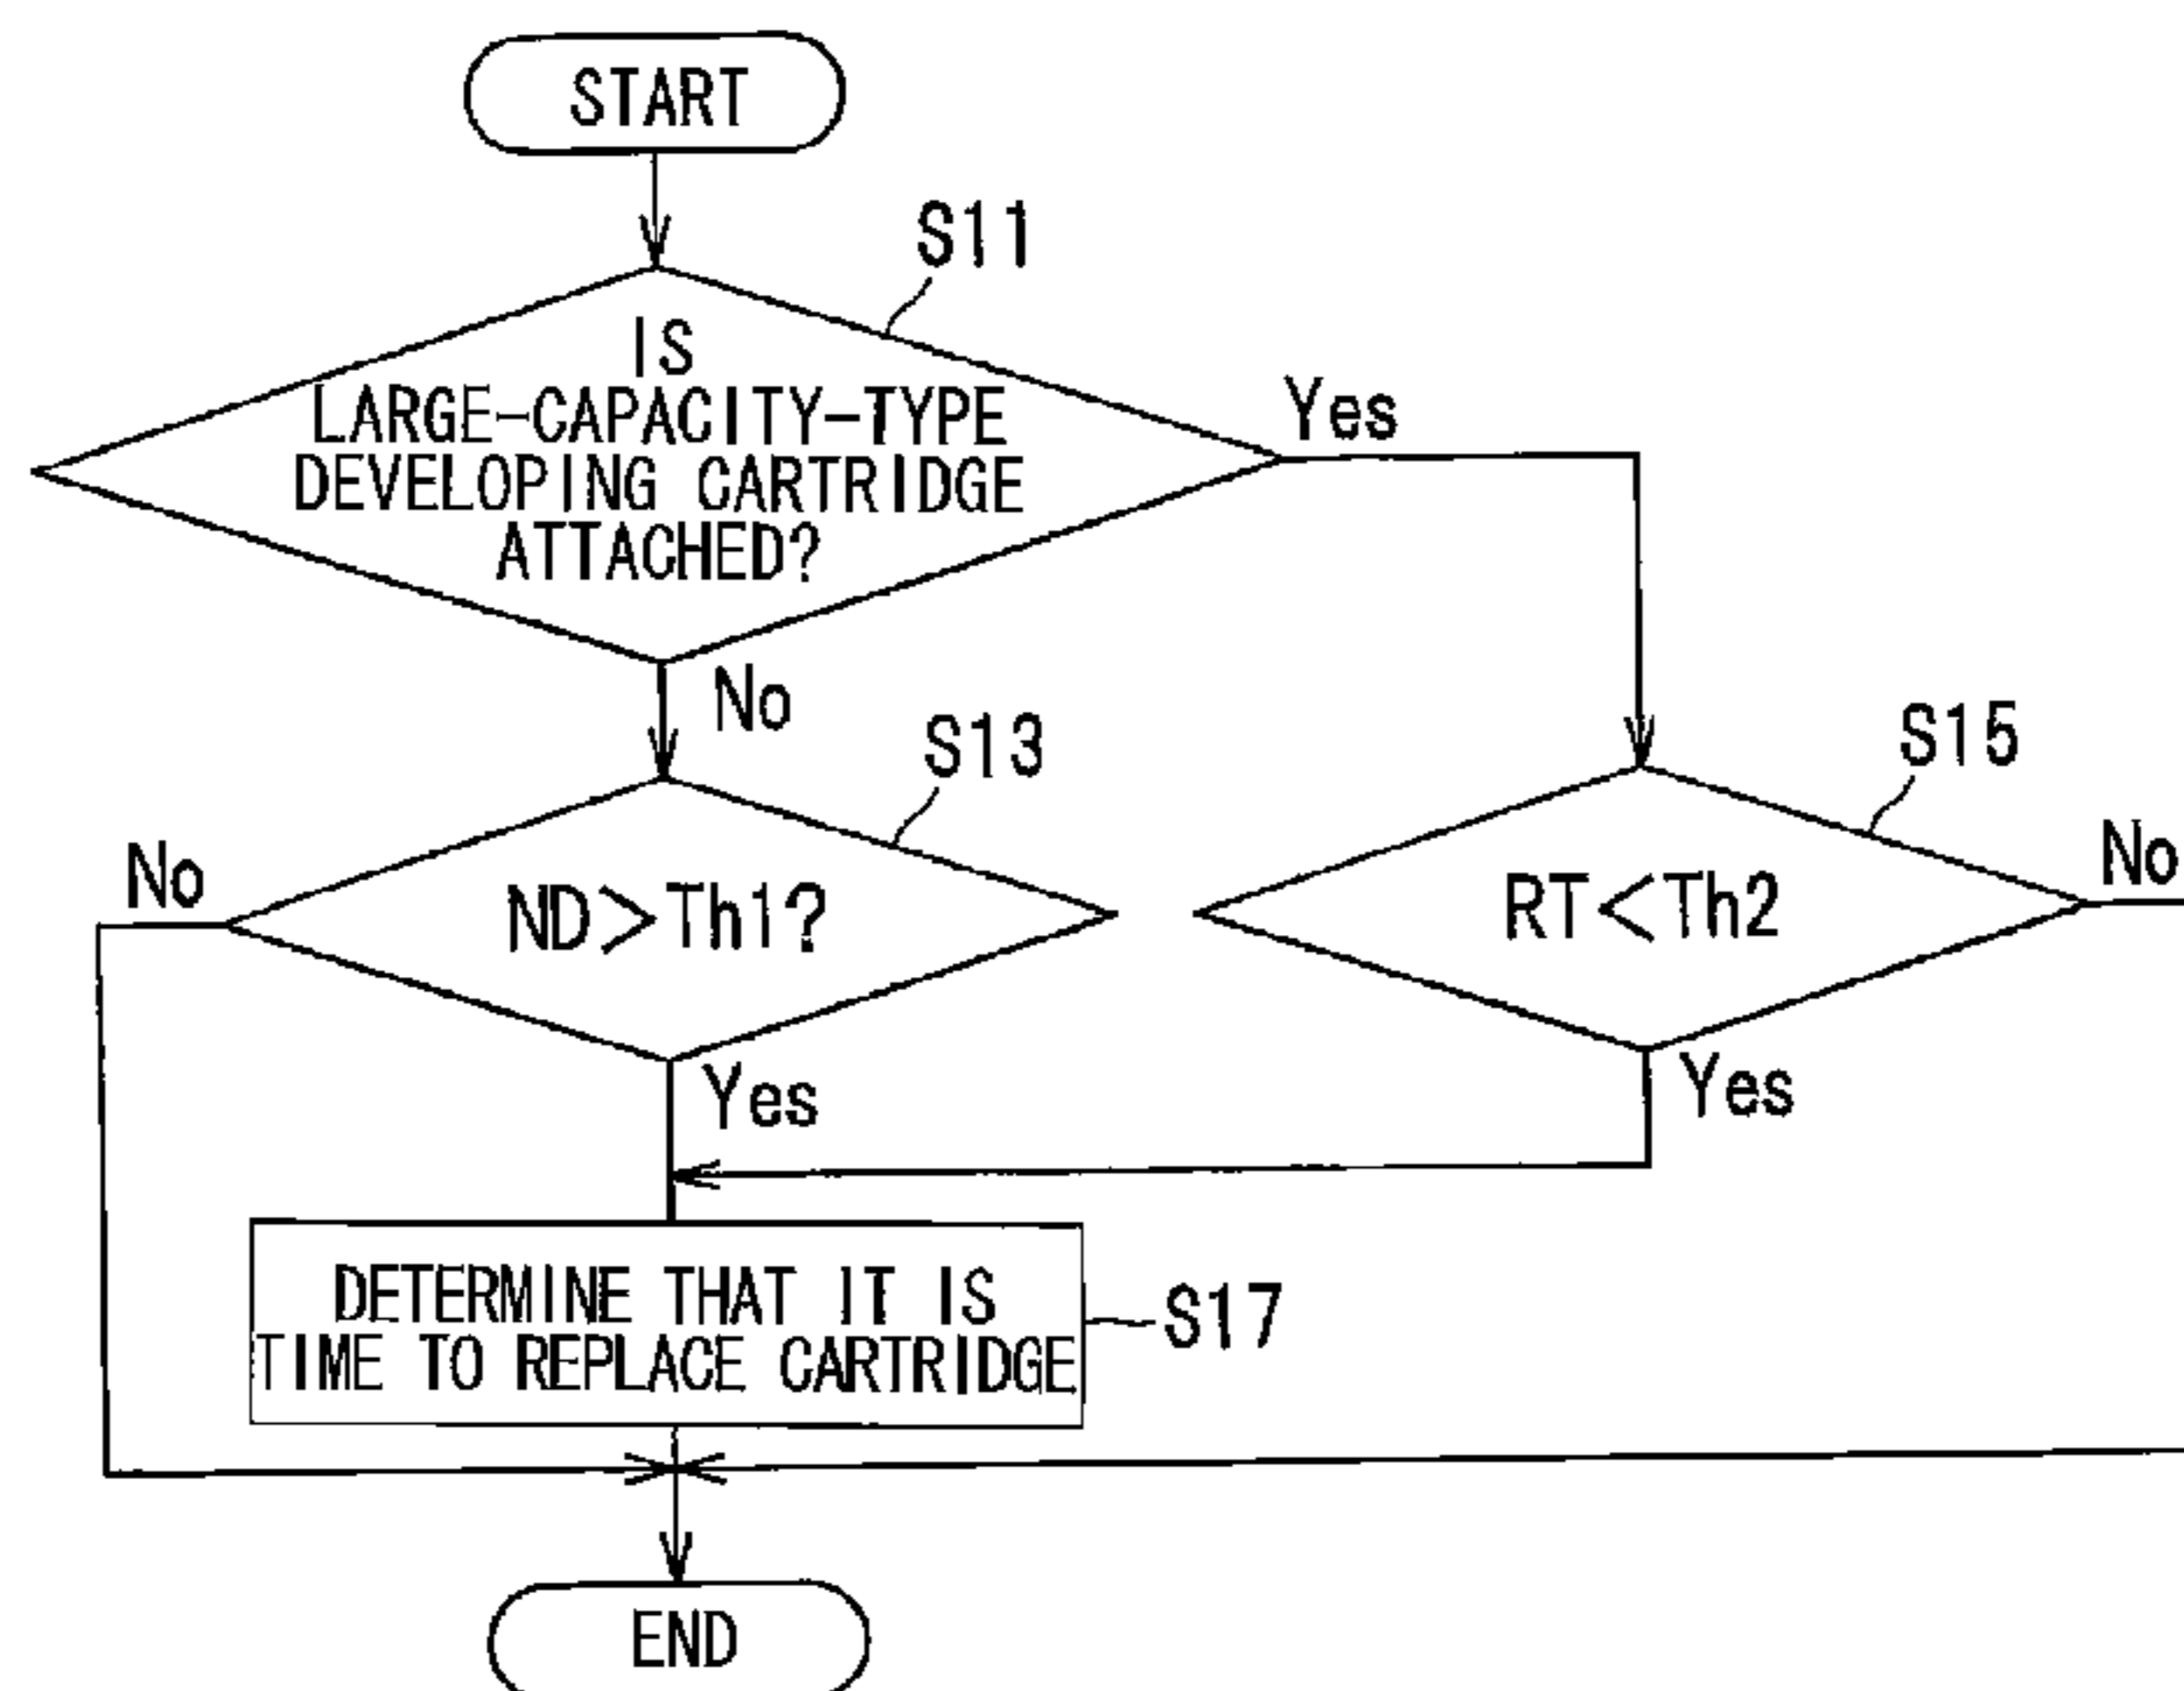 START
S11
IS
LARGE-CAPACITY-TYPE
DEVELOPING CARTRIDGE
ATTACHED?
Yes
No
S13
S15
No
ND>Th1?
RT<Th2
No
Yes
Yes
DETERMINE THAT IT IS
TIME TO REPLACE CARTRIDGE
S17
END